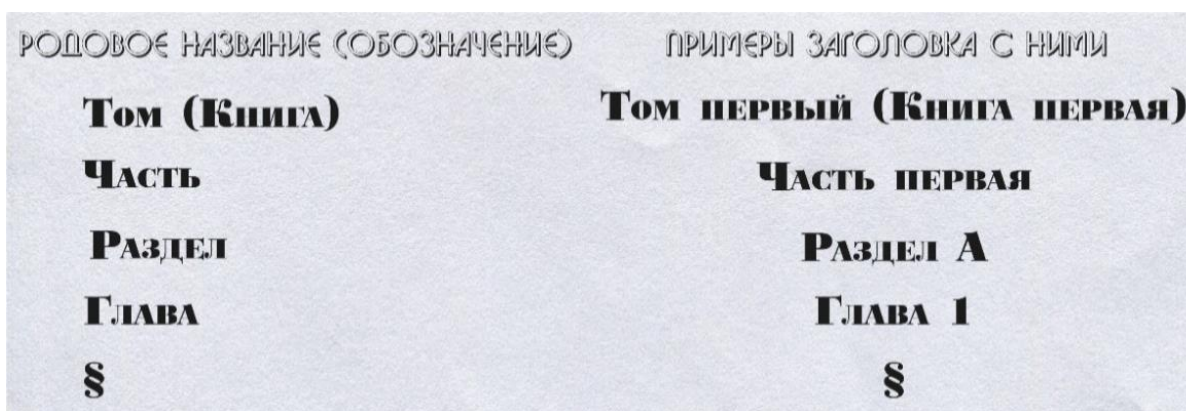 РОДОВОЕ НАЗВАНИЕ (ОБОЗНАЧЕНИЕ) ПРИМЕРЫ ЗАГОЛОВКА С НИМИ
Том (Книга) Том первый (Книга первая)
Часть Часть первая
Раздел Раздел А
Глава Глава 1
§ §